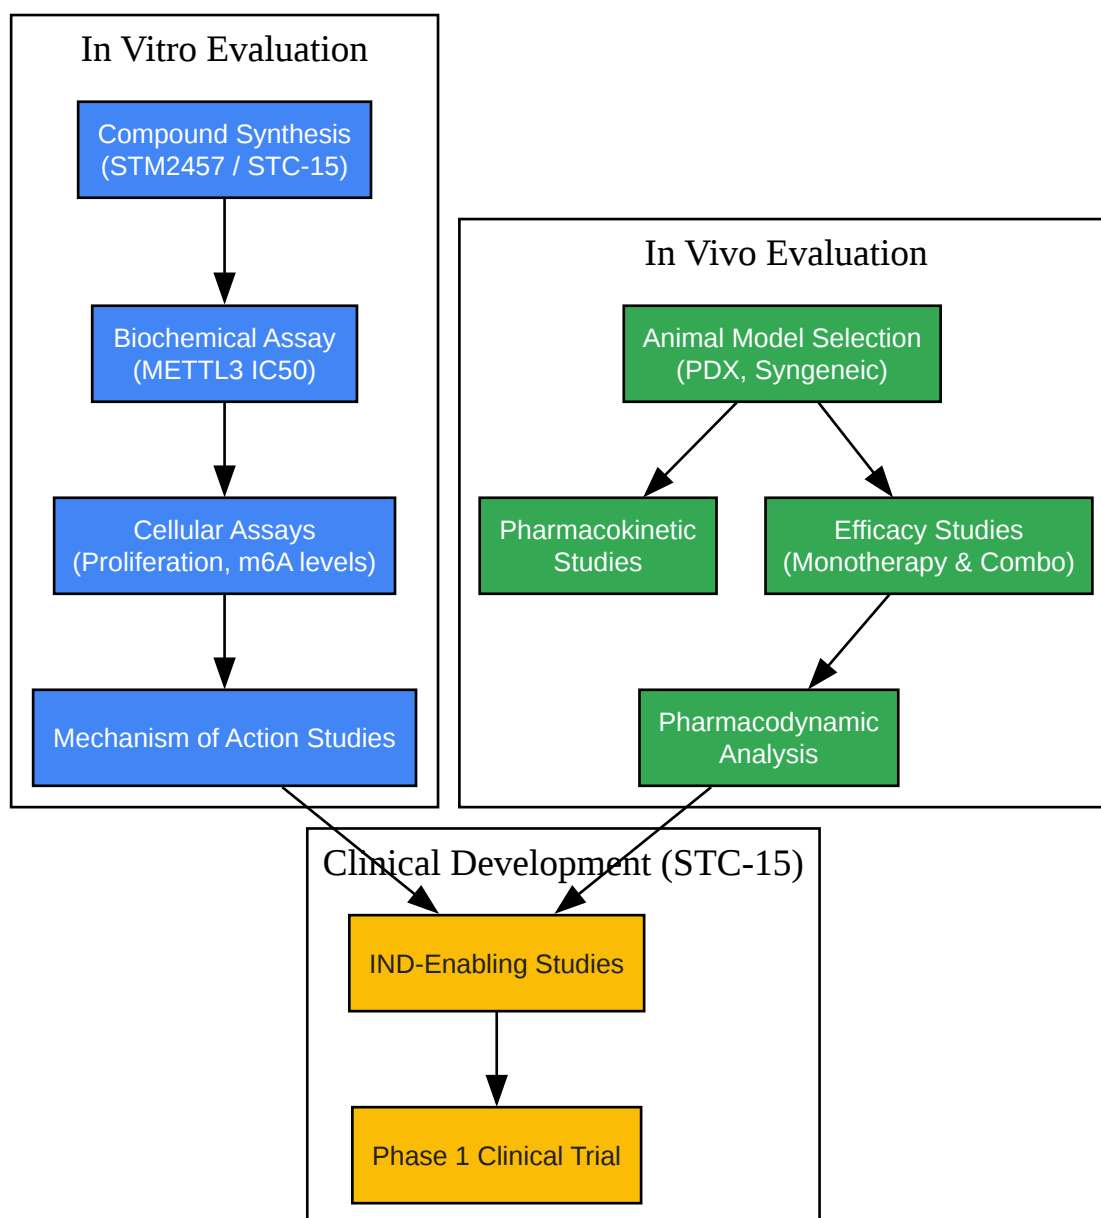 In Vitro Evaluation
Compound Synthesis
(STM2457 / STC-15)
Biochemical Assay
(METTL3 IC50)
Cellular Assays
(Proliferation, m6A levels)
Mechanism of Action Studies
In Vivo Evaluation
Animal Model Selection
(PDX, Syngeneic)
Pharmacokinetic
Studies
Efficacy Studies
(Monotherapy & Combo)
Pharmacodynamic
Analysis
Clinical Development (STC-15)
IND-Enabling Studies
Phase 1 Clinical Trial